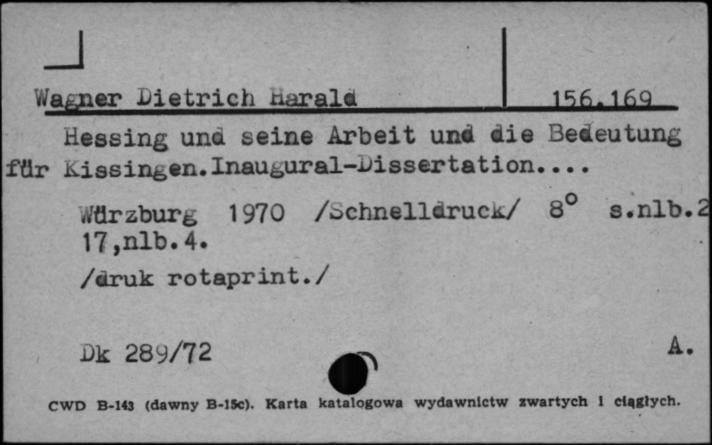 Wagner Dietrich Harald 156.169
Hessing und seine Arbeit und die Bedeutung
für Kissingen.Inaugural-Dissertation....
Würzburg 1970 /Schnelldruck/ 8° s.nlb.2
17,nlb.4.
/druk rotaprint./
Dk 289/72 A.
CWD B-143 (dawny B-15c). Karta katalogowa wydawnictw zwartych i ciągłych.